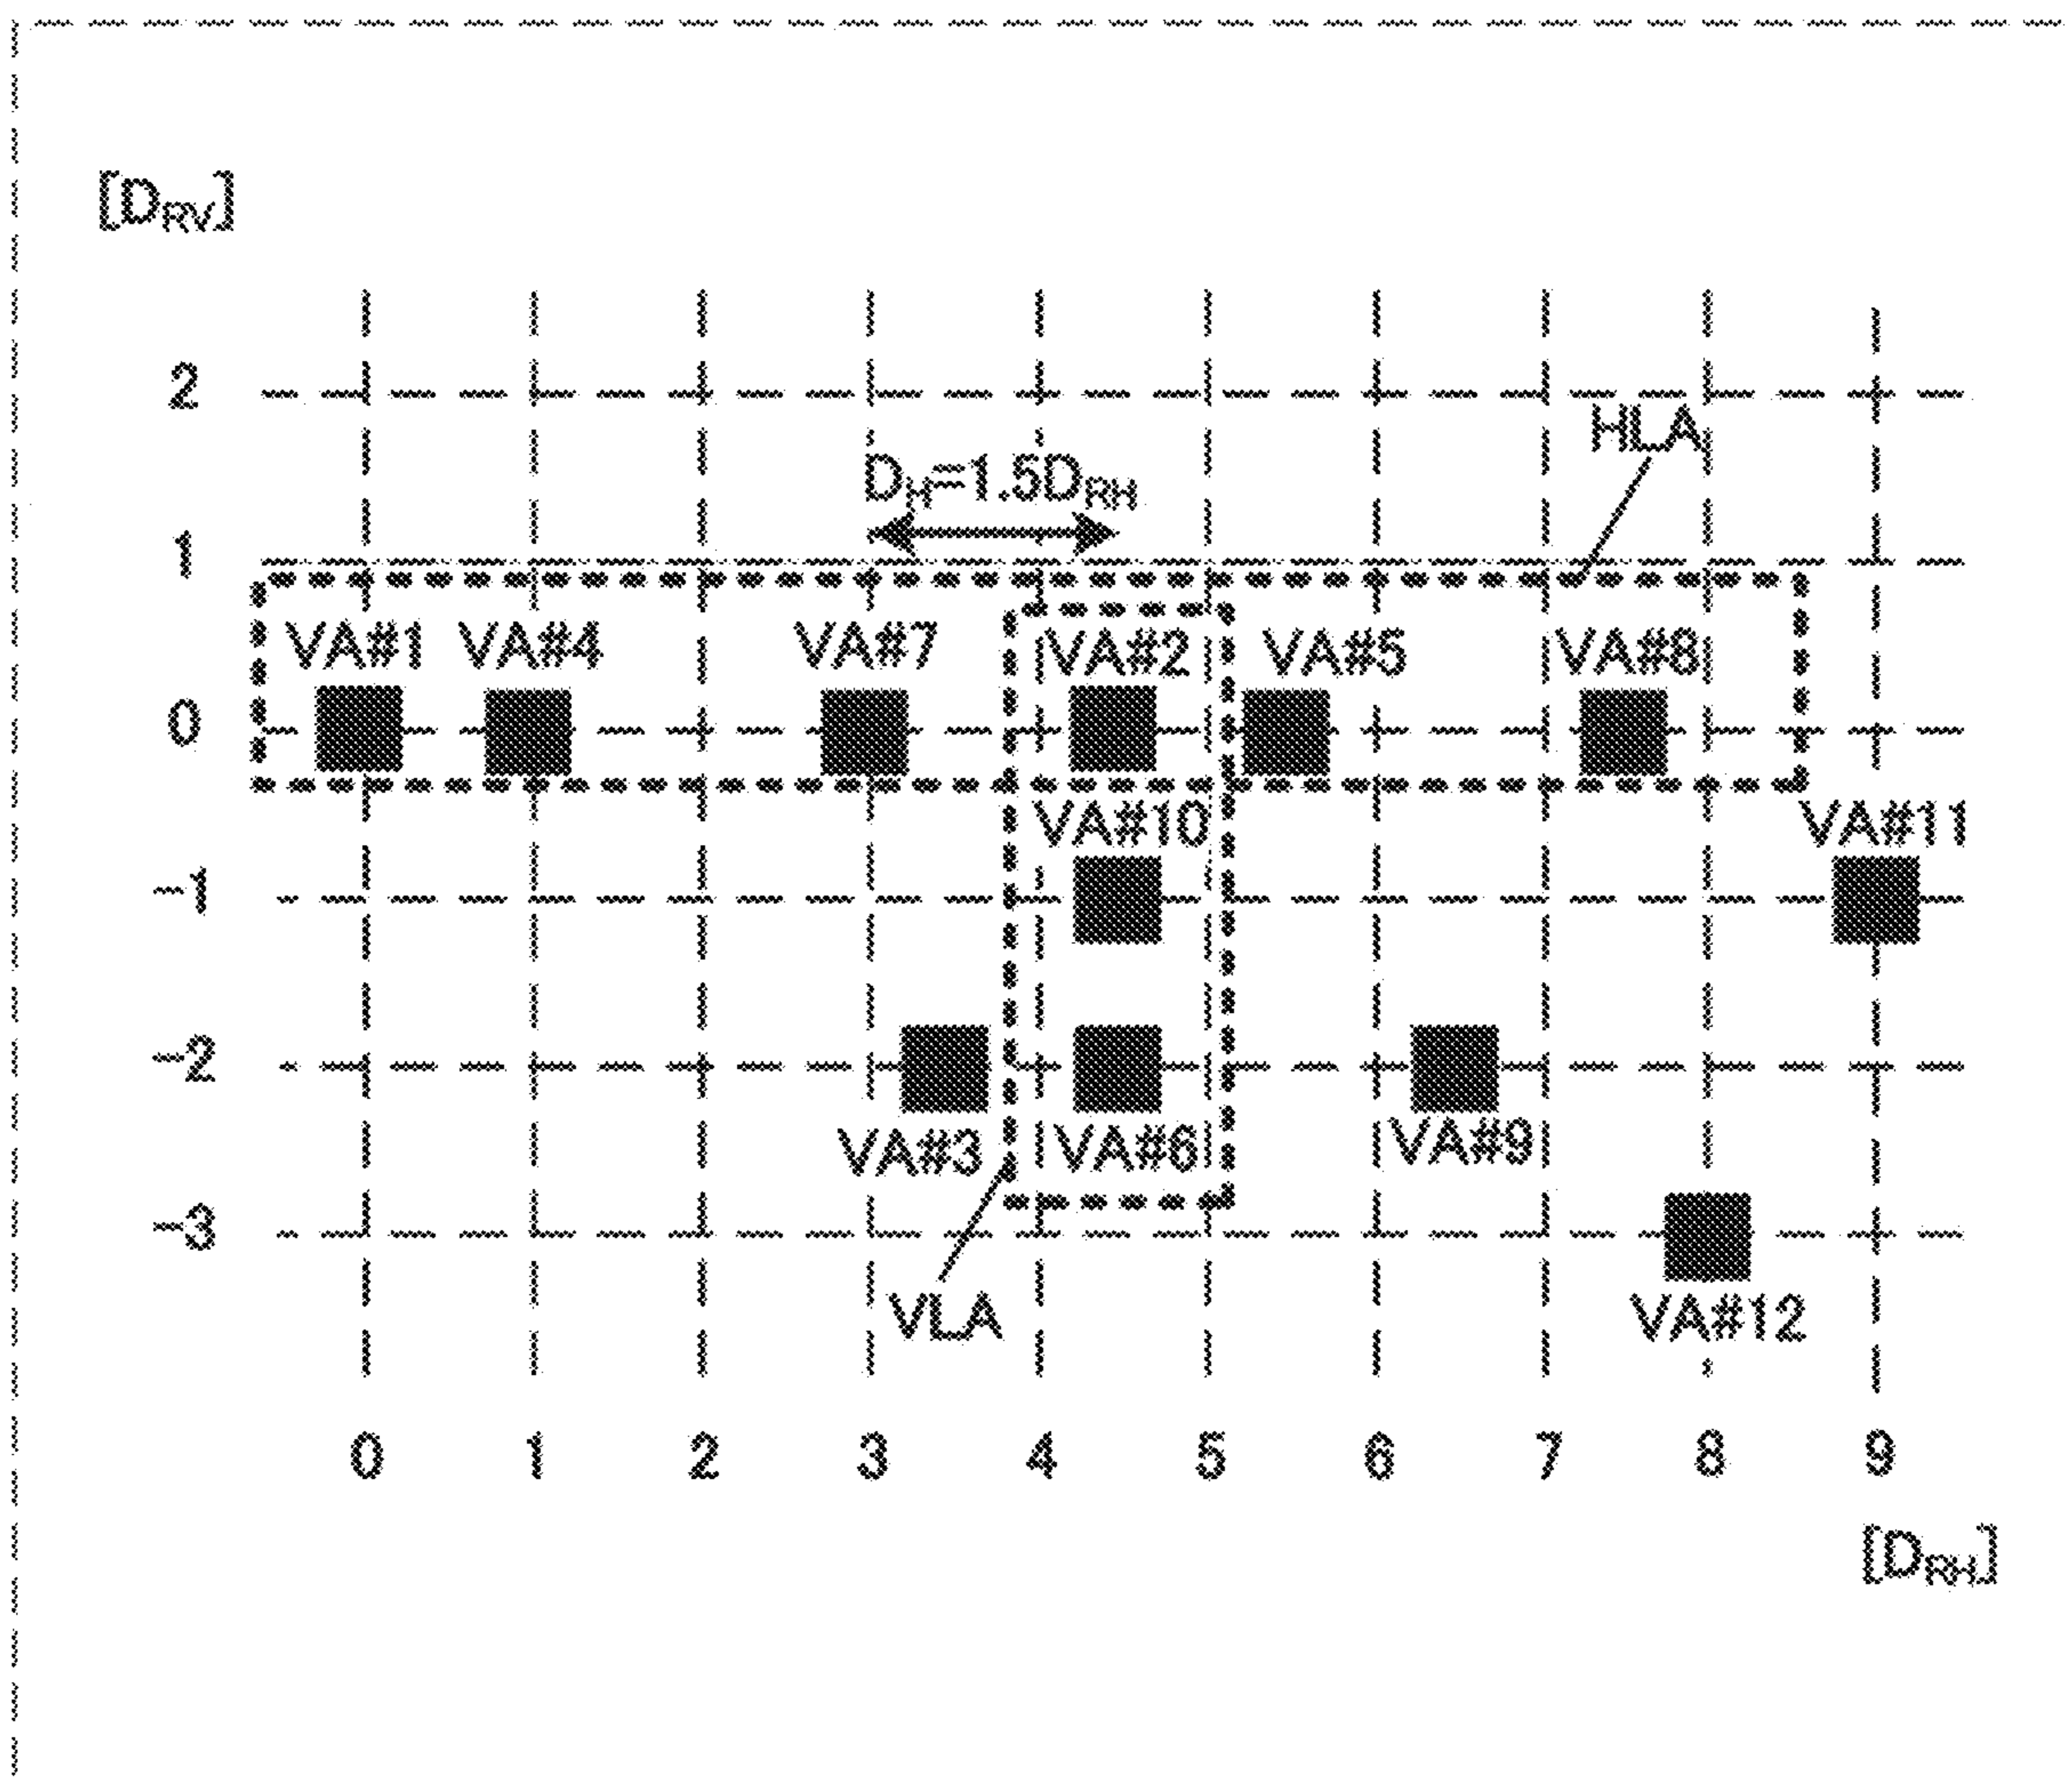 [DRV]
2
HLA
DH=1.5DRH
1
VA#1 VA#4 VA#7 VA#2 VA#5 VA#8
0
VA#10 VA#11
−1
−2
VA#3 VA#6 VA#9
−3
VLA VA#12
0 1 2 3 4 5 6 7 8 9
[DRH]